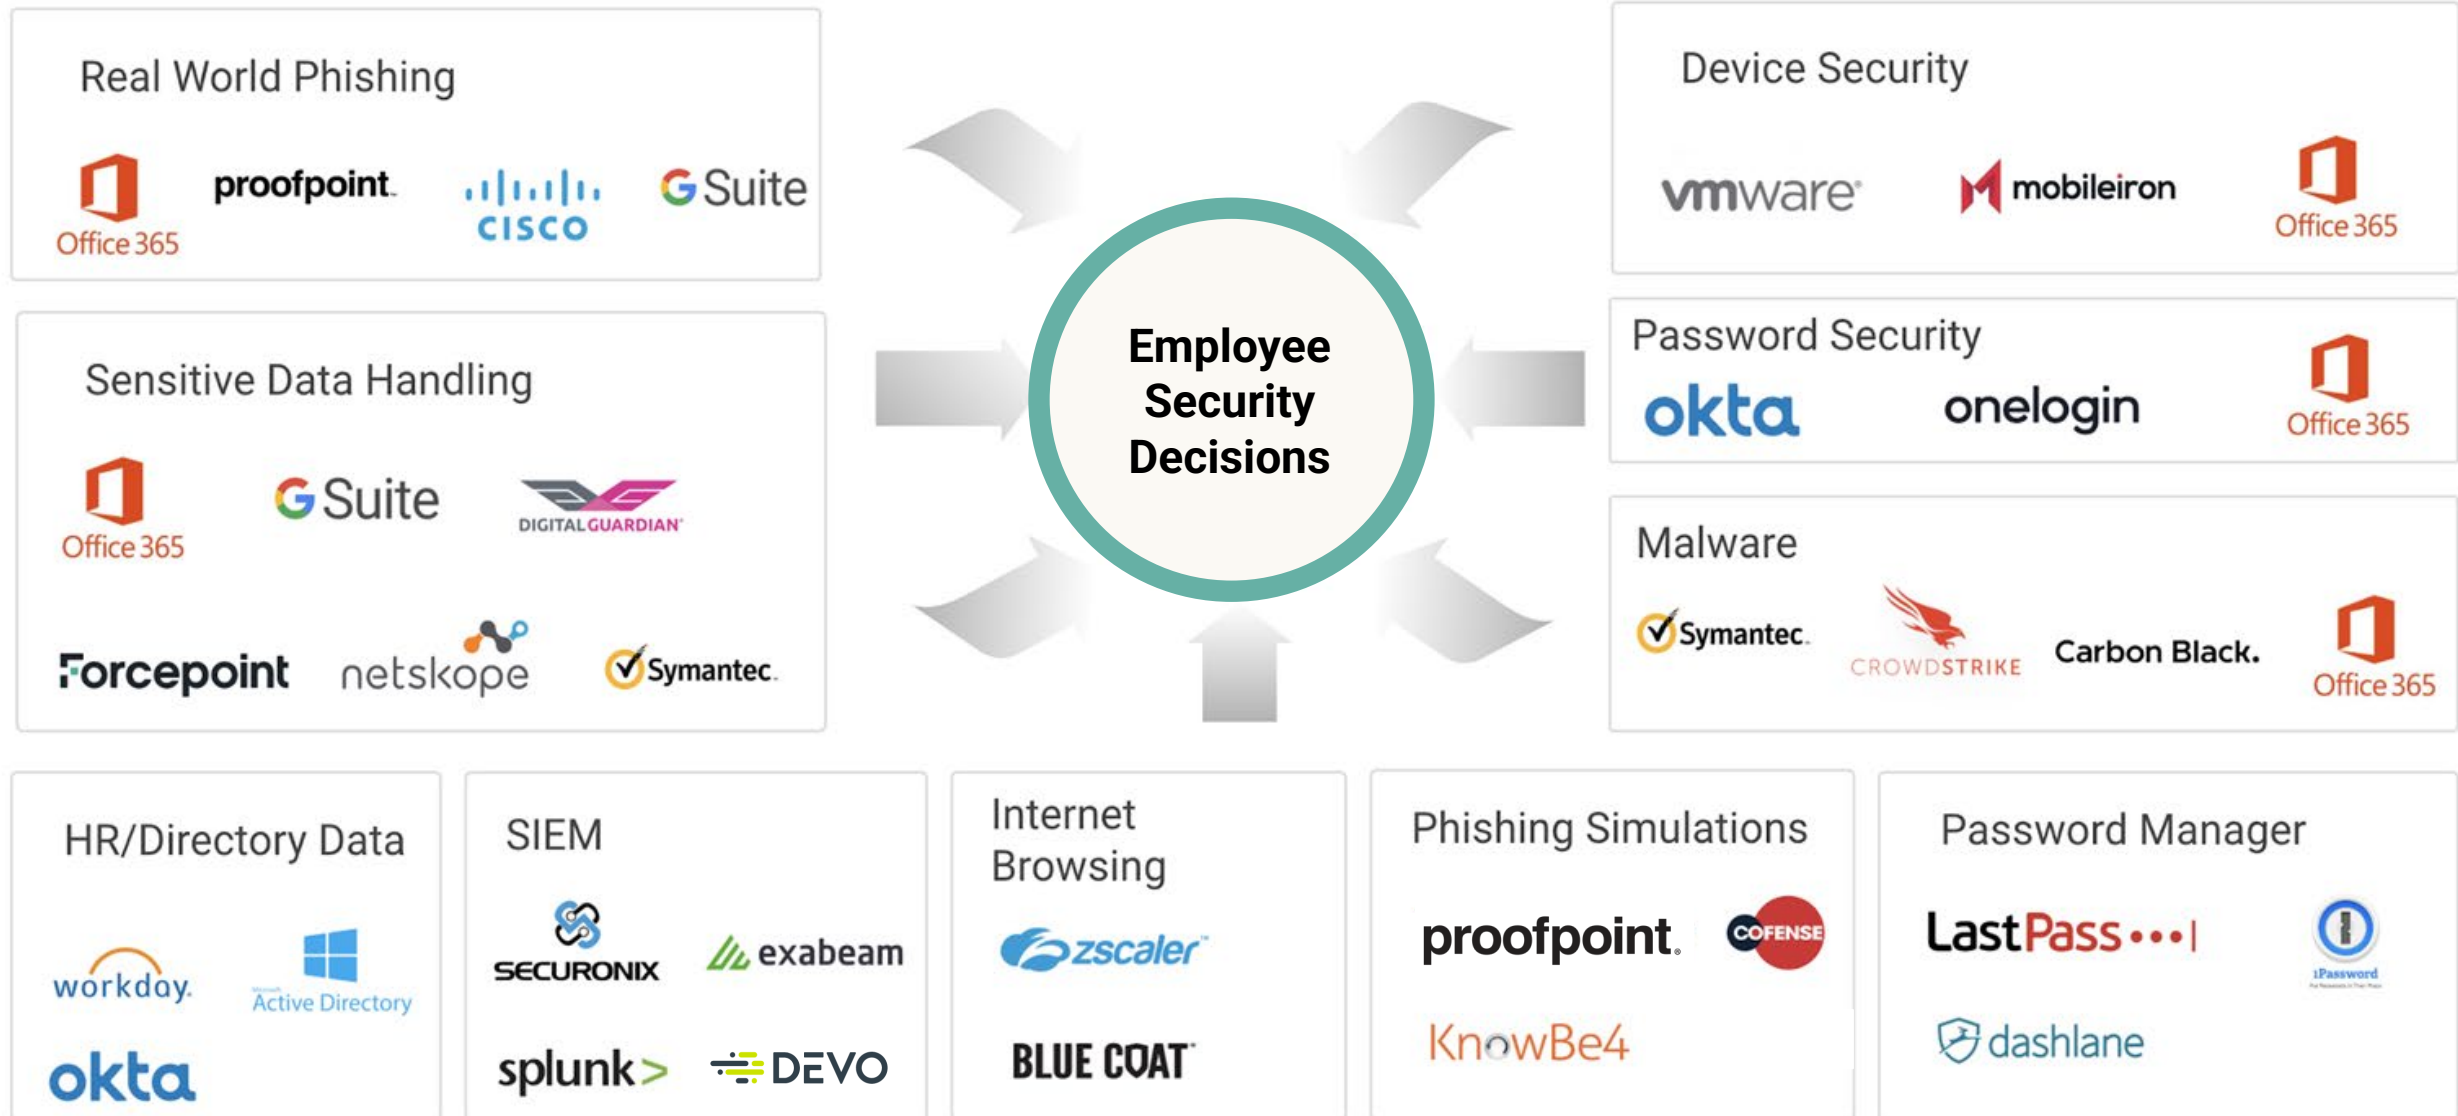 Real World Phishing
Office 365
proofpoint
CISCO
G Suite
Sensitive Data Handling
Office 365
G Suite
DIGITAL GUARDIAN
Forcepoint
netskope
Symantec.
Employee
Security
Decisions
Device Security
vmware
mobileiron
Office 365
Password Security
okta
onelogin
Office 365
Malware
Symantec.
CROWDSTRIKE
Carbon Black.
Office 365
HR/Directory Data
workday.
Active Directory
okta
SIEM
SECURONIX
exabeam
splunk>
DEVO
Internet
Browsing
zscaler™
BLUE COAT
Phishing Simulations
proofpoint
COFENSE
KnowBe4
Password Manager
LastPass•••|
1Password
dashlane